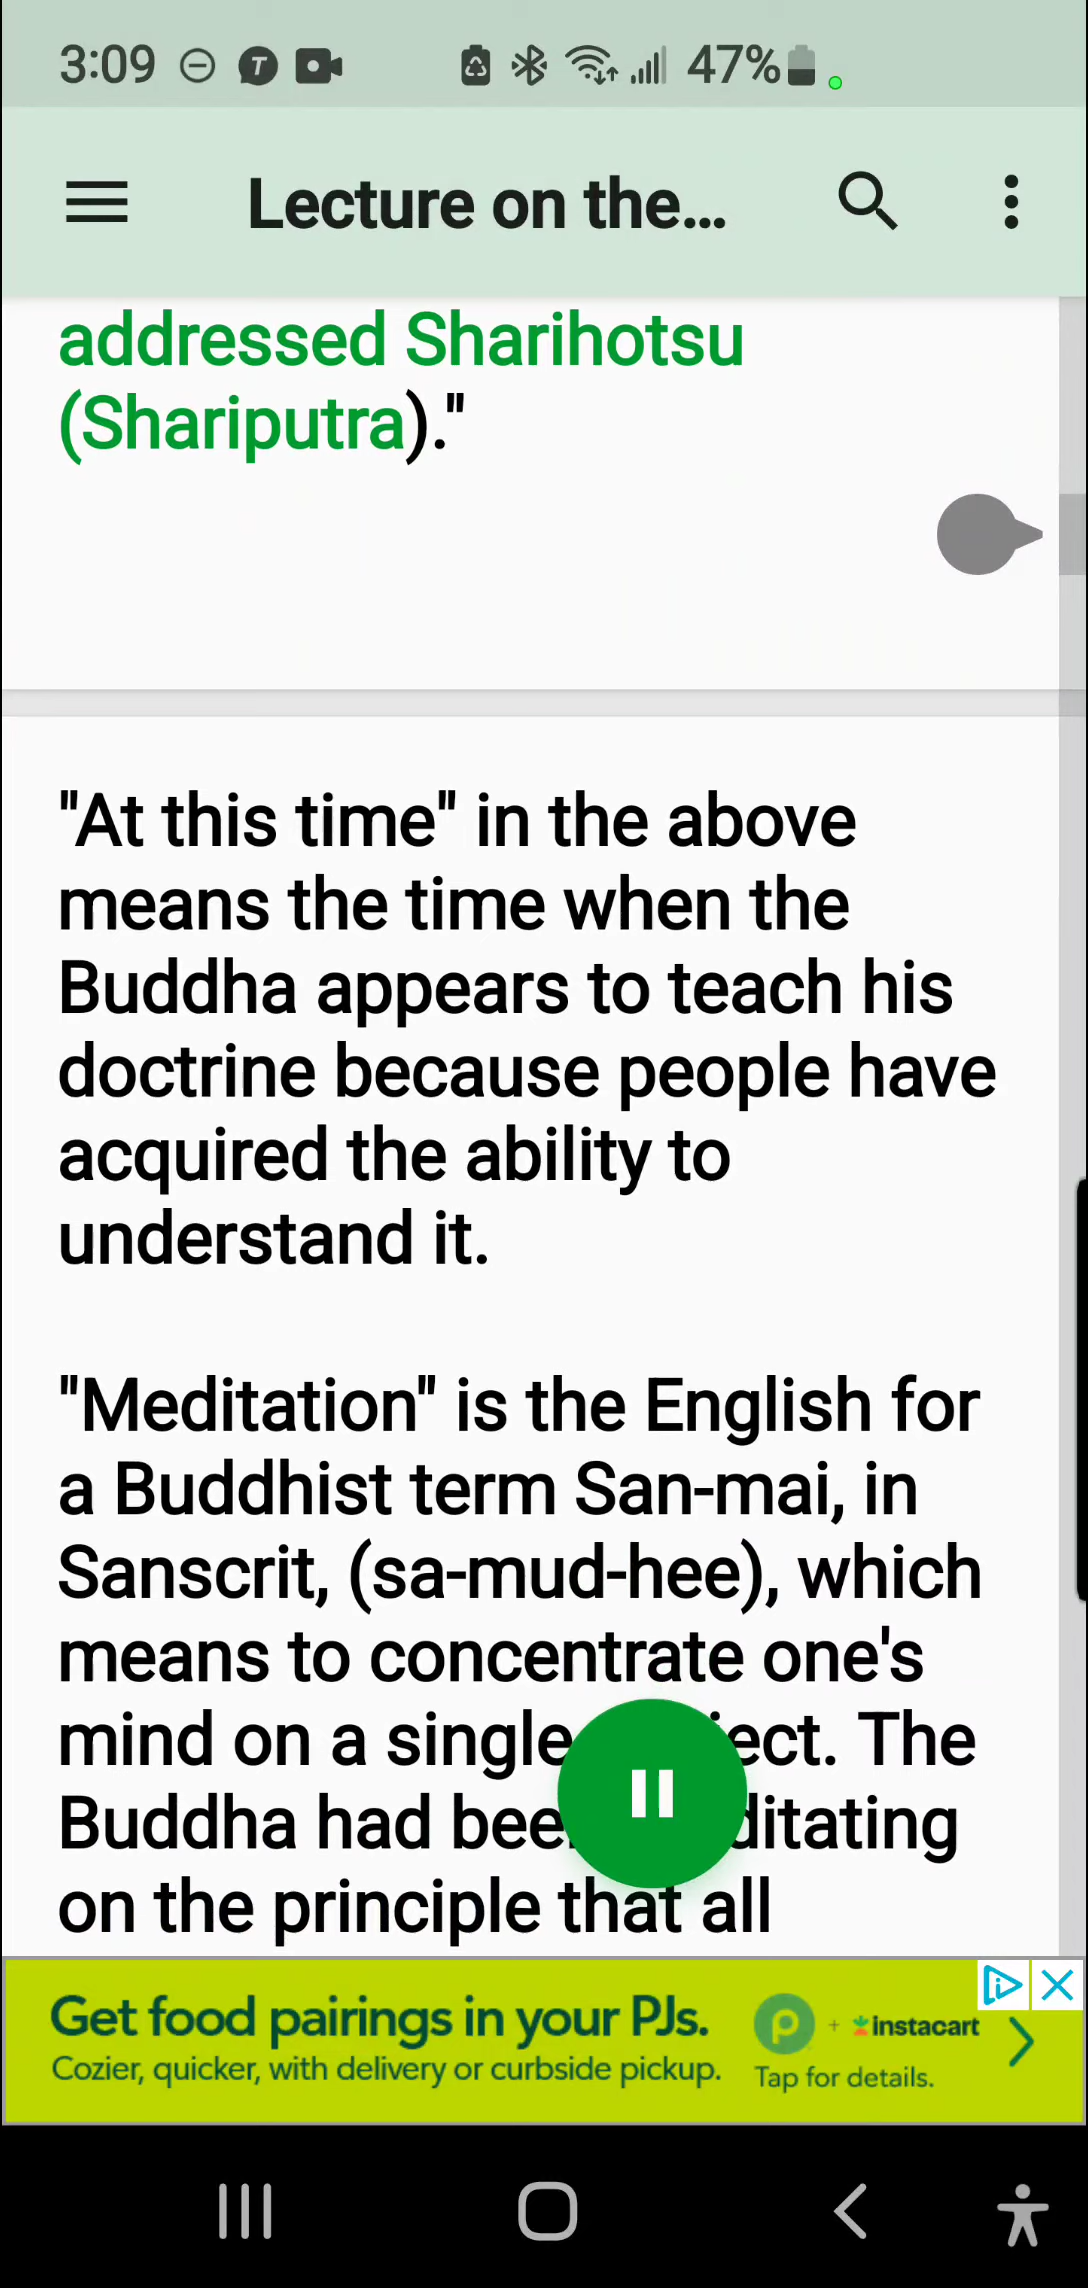 3:09 47%
Lecture on the...
addressed Sharihotsu
(Shariputra)."
"At this time" in the above
means the time when the
Buddha appears to teach his
doctrine because people have
acquired the ability to
understand it.
"Meditation" is the English for
a Buddhist term San-mai, in
Sanscrit, (sa-mud-hee), which
means to concentrate one's
mind on a single
Buddha had
on the principle that all
Get food pairings in your PJs.
Cozier, quicker, with delivery or curbside pickup.
P + instacart
Tap for details.